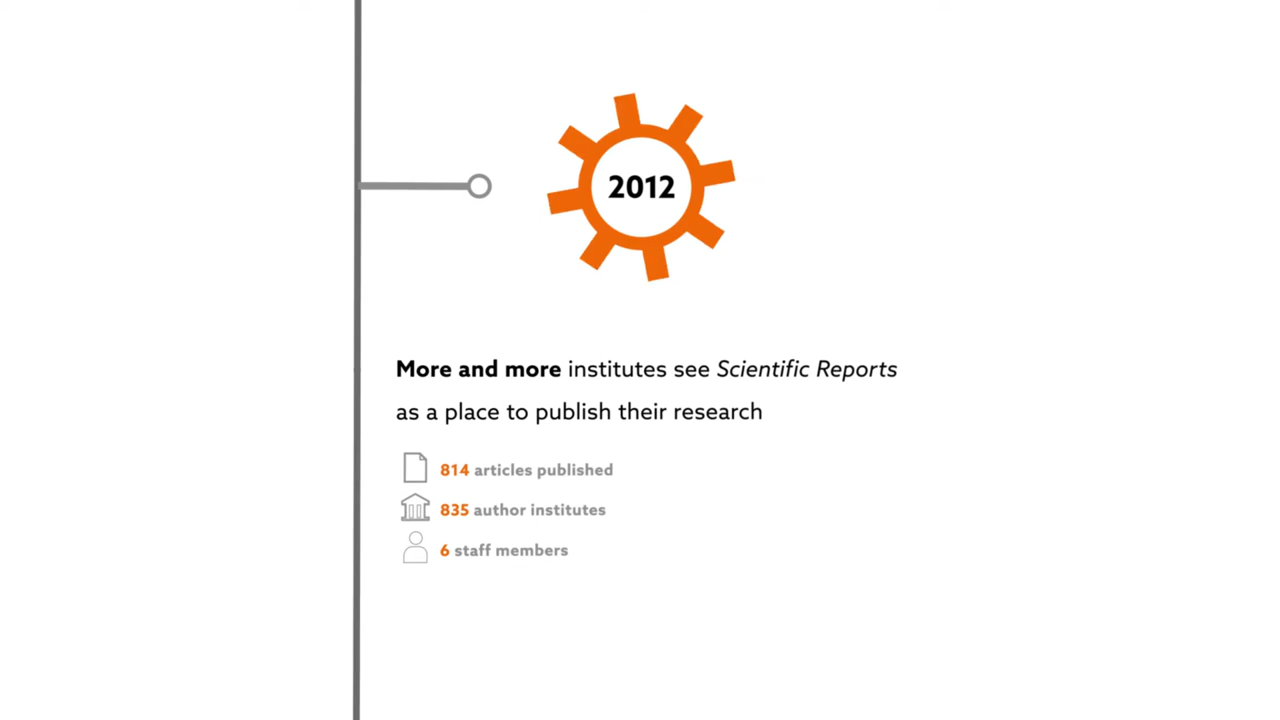 2012
More and more institutes see Scientific Reports
as a place to publish their research
814 articles published
835 author institutes
6 staff members